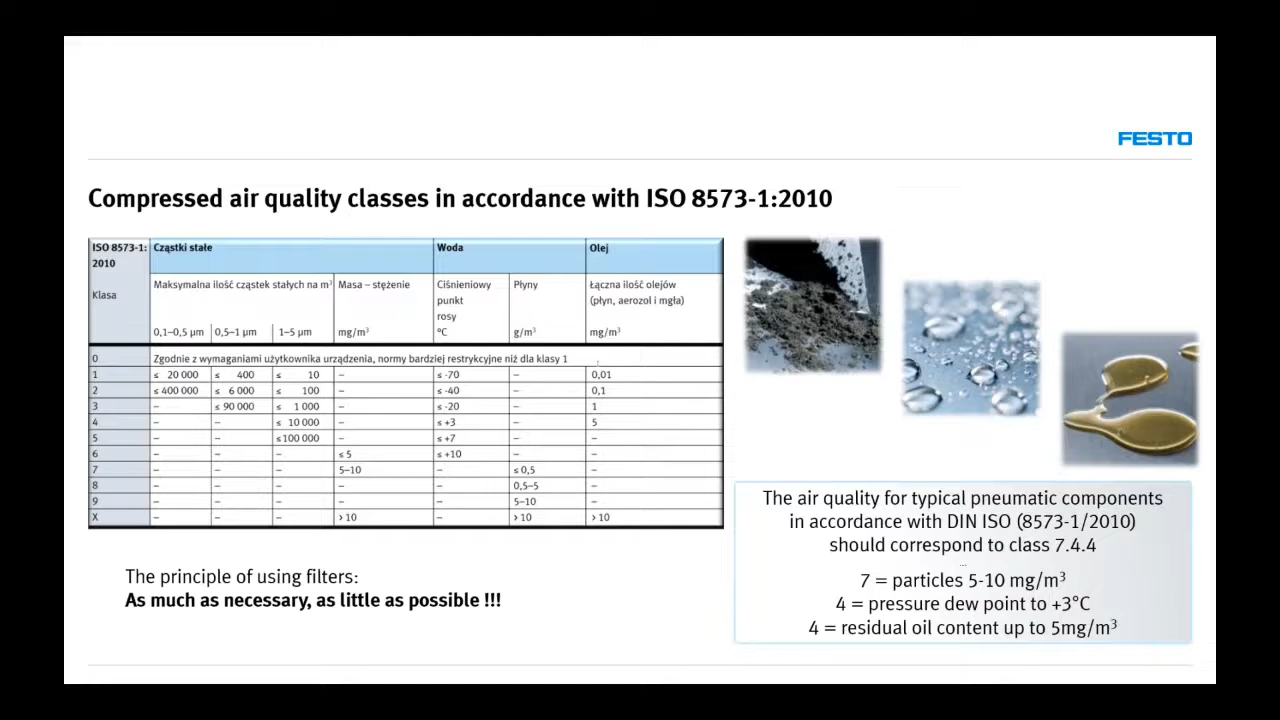 FESTO
Compressed air quality classes in accordance with ISO 8573-1:2010
ISO 8573-1: 2010 Klasa
Cząstki stałe
Woda
Olej
Maksymalna ilość cząstek stałych na m³
Masa – stężenie
Ciśnieniowy punkt rosy
Płyny
Łączna ilość olejów (płyn, aerozol i mgła)
0,1–0,5 µm 0,5–1 µm 1–5 µm mg/m³ °C g/m³ mg/m³
0 Zgodnie z wymaganiami użytkownika urządzenia, normy bardziej restrykcyjne niż dla klasy 1
1 ≤ 20 000 ≤ 400 ≤ 10 – ≤ -70 – 0,01
2 ≤ 400 000 ≤ 6 000 ≤ 100 – ≤ -40 – 0,1
3 – ≤ 90 000 ≤ 1 000 – ≤ -20 – 1
4 – – ≤ 10 000 – ≤ +3 – 5
5 – – ≤ 100 000 – ≤ +7 – –
6 – – – ≤ 5 ≤ +10 – –
7 – – – 5–10 – ≤ 0,5 –
8 – – – – – 0,5–5 –
9 – – – – – 5–10 –
X – – – > 10 – > 10 > 10
The principle of using filters:
As much as necessary, as little as possible !!!
The air quality for typical pneumatic components
in accordance with DIN ISO (8573-1/2010)
should correspond to class 7.4.4
...
7 = particles 5-10 mg/m³
4 = pressure dew point to +3°C
4 = residual oil content up to 5mg/m³